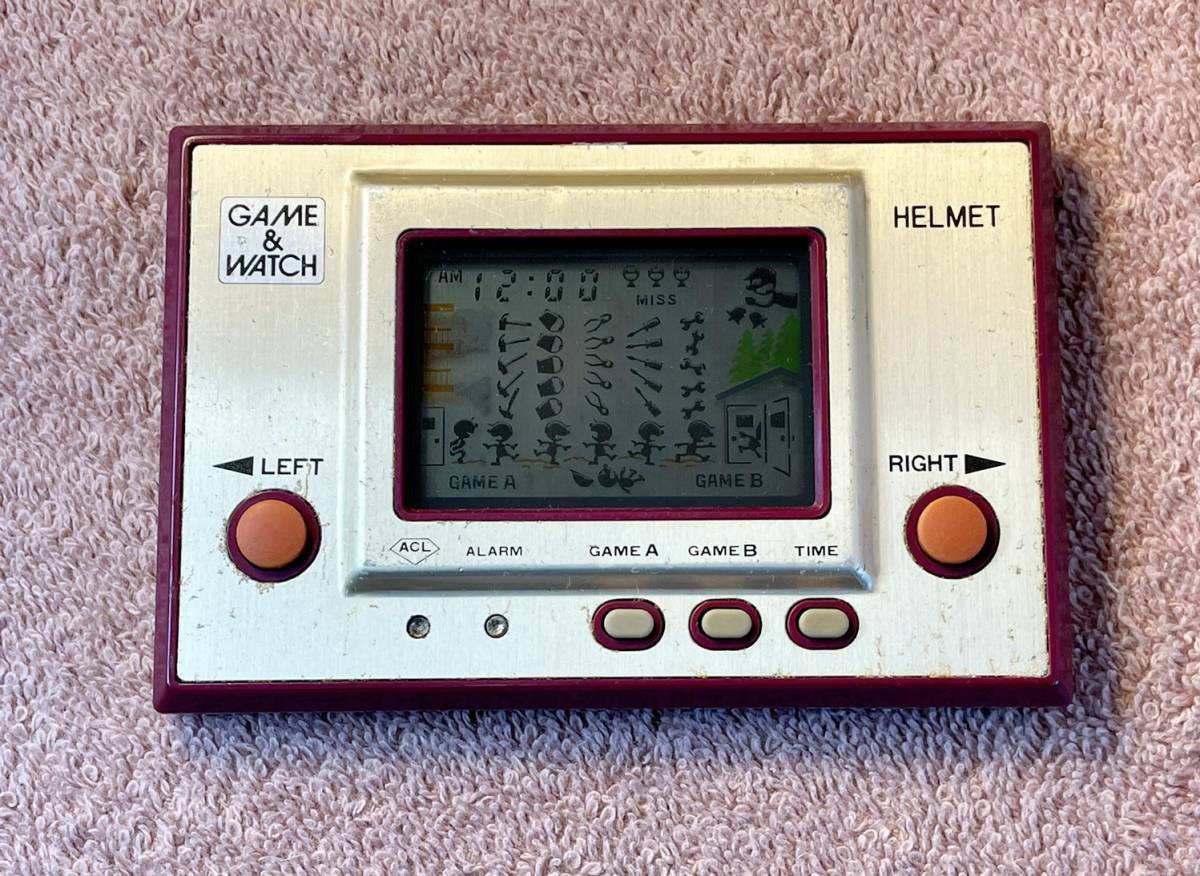 GAME
&
WATCH
HELMET
AM 12:00
MISS
GAME A
GAME B
LEFT
RIGHT
ACL
ALARM
GAME A
GAME B
TIME